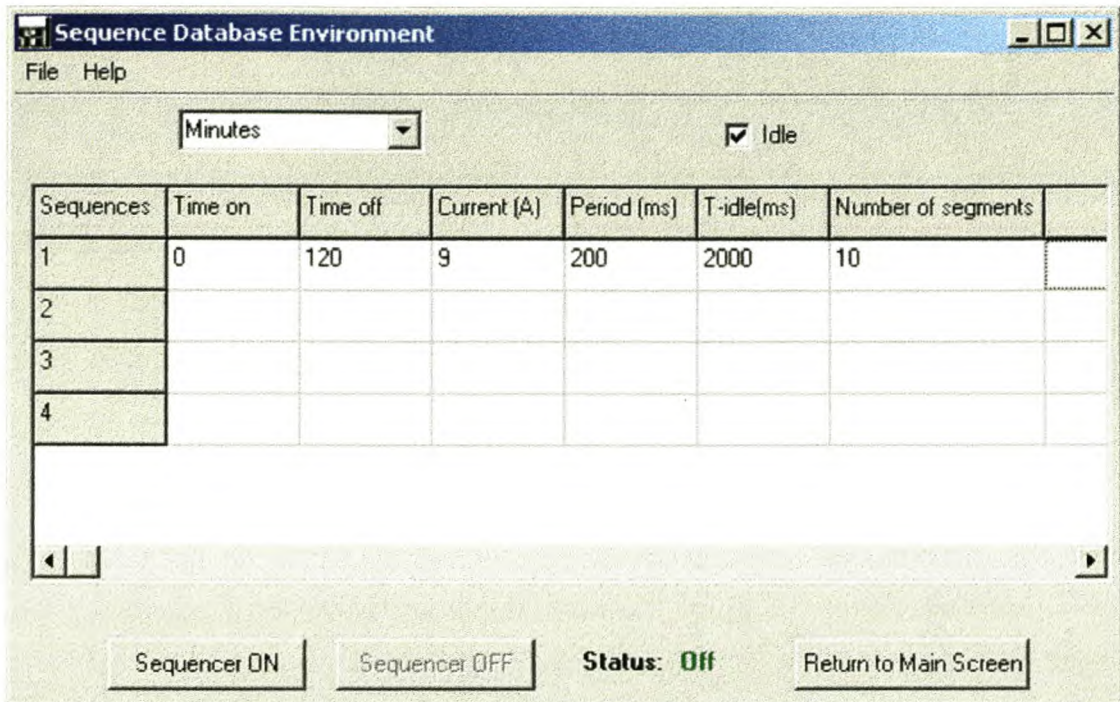 Sequence Database Environment
File Help
Minutes
Idle
Sequences Time on Time off Current (A) Period (ms) T-idle(ms) Number of segments
1 0 120 9 200 2000 10
2
3
4
Sequencer ON Sequencer OFF Status: Off Return to Main Screen